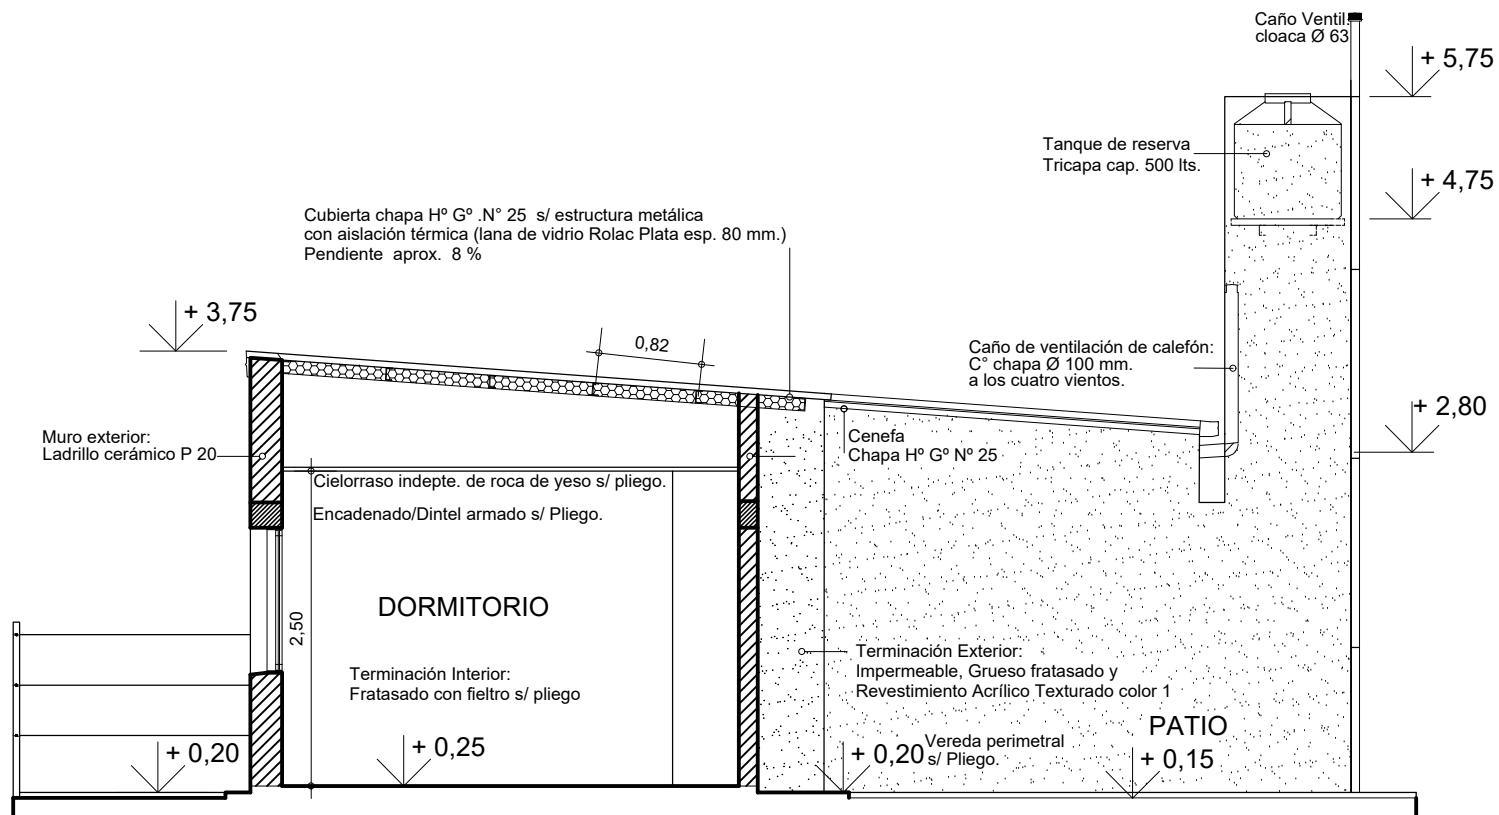 Caño Ventil.
cloaca Ø 63
+ 5,75
Tanque de reserva
Tricapa cap. 500 lts.
+ 4,75
Cubierta chapa Hº Gº .N° 25 s/ estructura metálica
con aislación térmica (lana de vidrio Rolac Plata esp. 80 mm.)
Pendiente aprox. 8 %
+ 3,75
0,82
Caño de ventilación de calefón:
C° chapa Ø 100 mm.
a los cuatro vientos.
+ 2,80
Muro exterior:
Ladrillo cerámico P 20
Cenefa
Chapa Hº Gº Nº 25
Cielorraso indepte. de roca de yeso s/ pliego.
Encadenado/Dintel armado s/ Pliego.
DORMITORIO
2,50
Terminación Interior:
Fratasado con fieltro s/ pliego
Terminación Exterior:
Impermeable, Grueso fratasado y
Revestimiento Acrílico Texturado color 1
PATIO
+ 0,20
+ 0,25
+ 0,20
Vereda perimetral
s/ Pliego.
+ 0,15